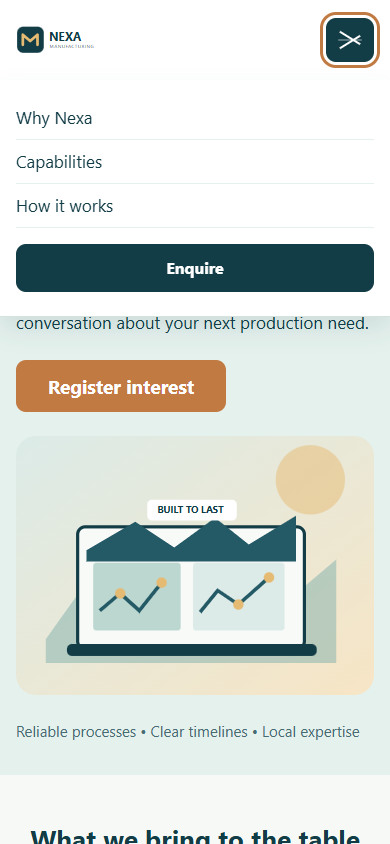 NEXA
MANUFACTURING
Why Nexa
Capabilities
How it works
Enquire
conversation about your next production need.
Register interest
BUILT TO LAST
Reliable processes • Clear timelines • Local expertise
What we bring to the table